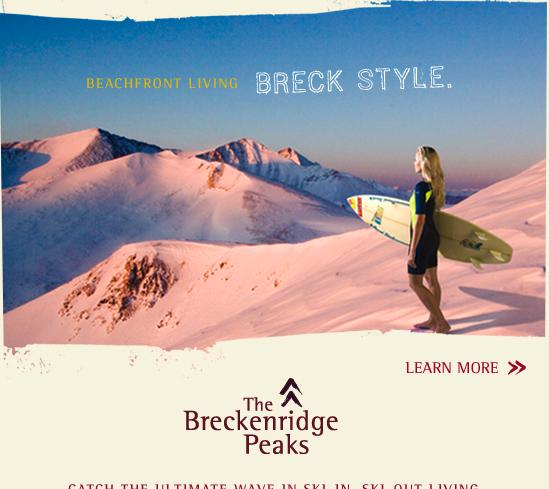 BEACHFRONT LIVING BRECK STYLE.
LEARN MORE »
The
Breckenridge
Peaks
CATCH THE ULTIMATE WAVE IN SKI-IN, SKI-OUT LIVING